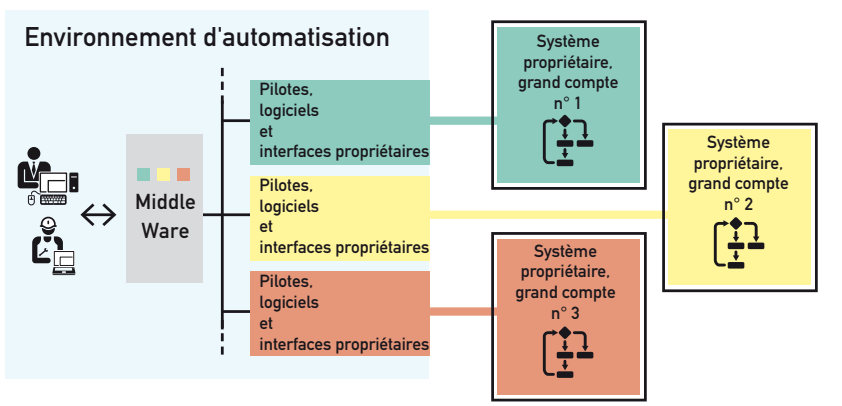 Environnement d'automatisation
Middle
Ware
Pilotes,
logiciels
et
interfaces propriétaires
Pilotes,
logiciels
et
interfaces propriétaires
Pilotes,
logiciels
et
interfaces propriétaires
Système
propriétaire,
grand compte
n° 1
Système
propriétaire,
grand compte
n° 2
Système
propriétaire,
grand compte
n° 3